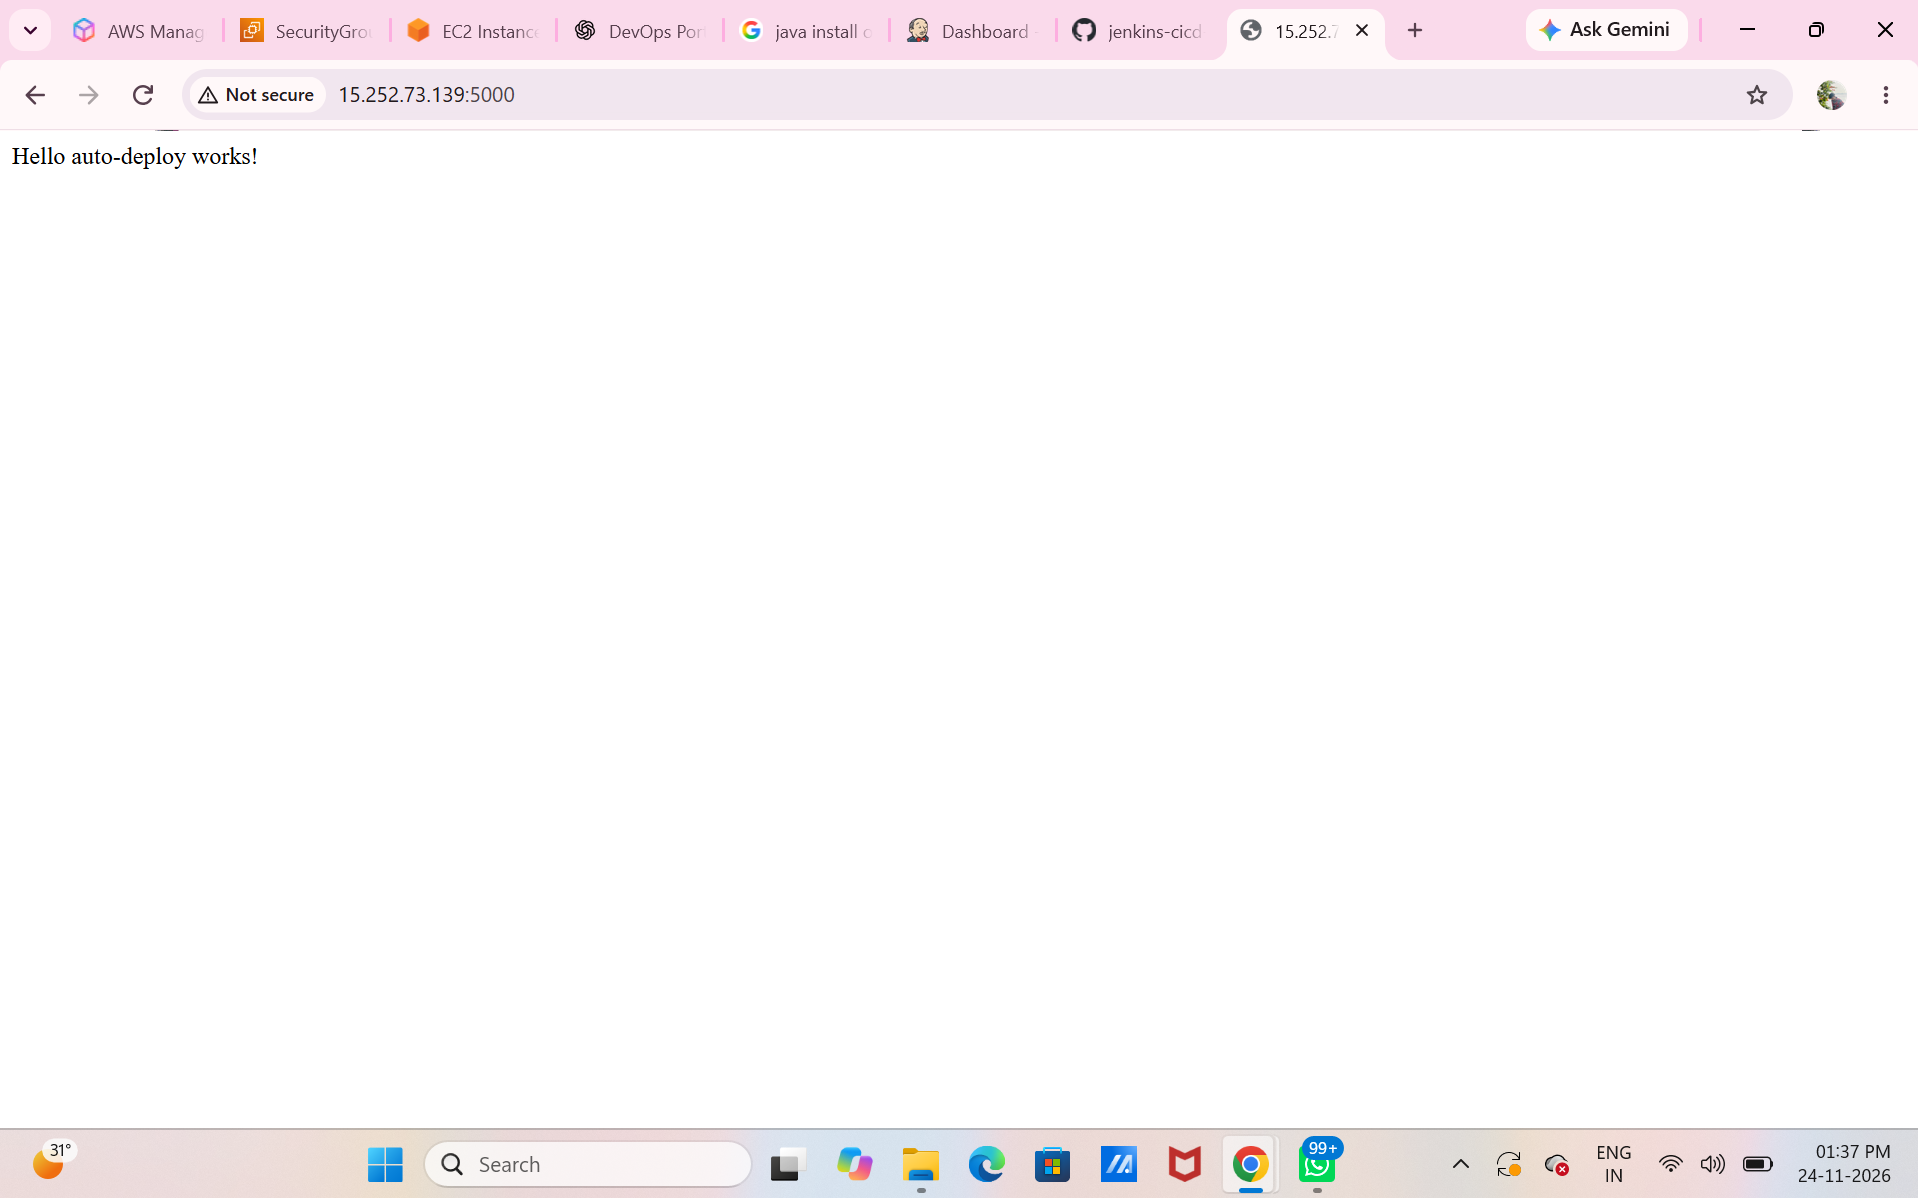 AWS Manag
SecurityGro
EC2 Instance
DevOps Por
java install o
Dashboard -
jenkins-cicd
15.252.7
Ask Gemini
Not secure
15.252.73.139:5000
Hello auto-deploy works!
31°
Search
99+
ENG
IN
01:37 PM
24-11-2026